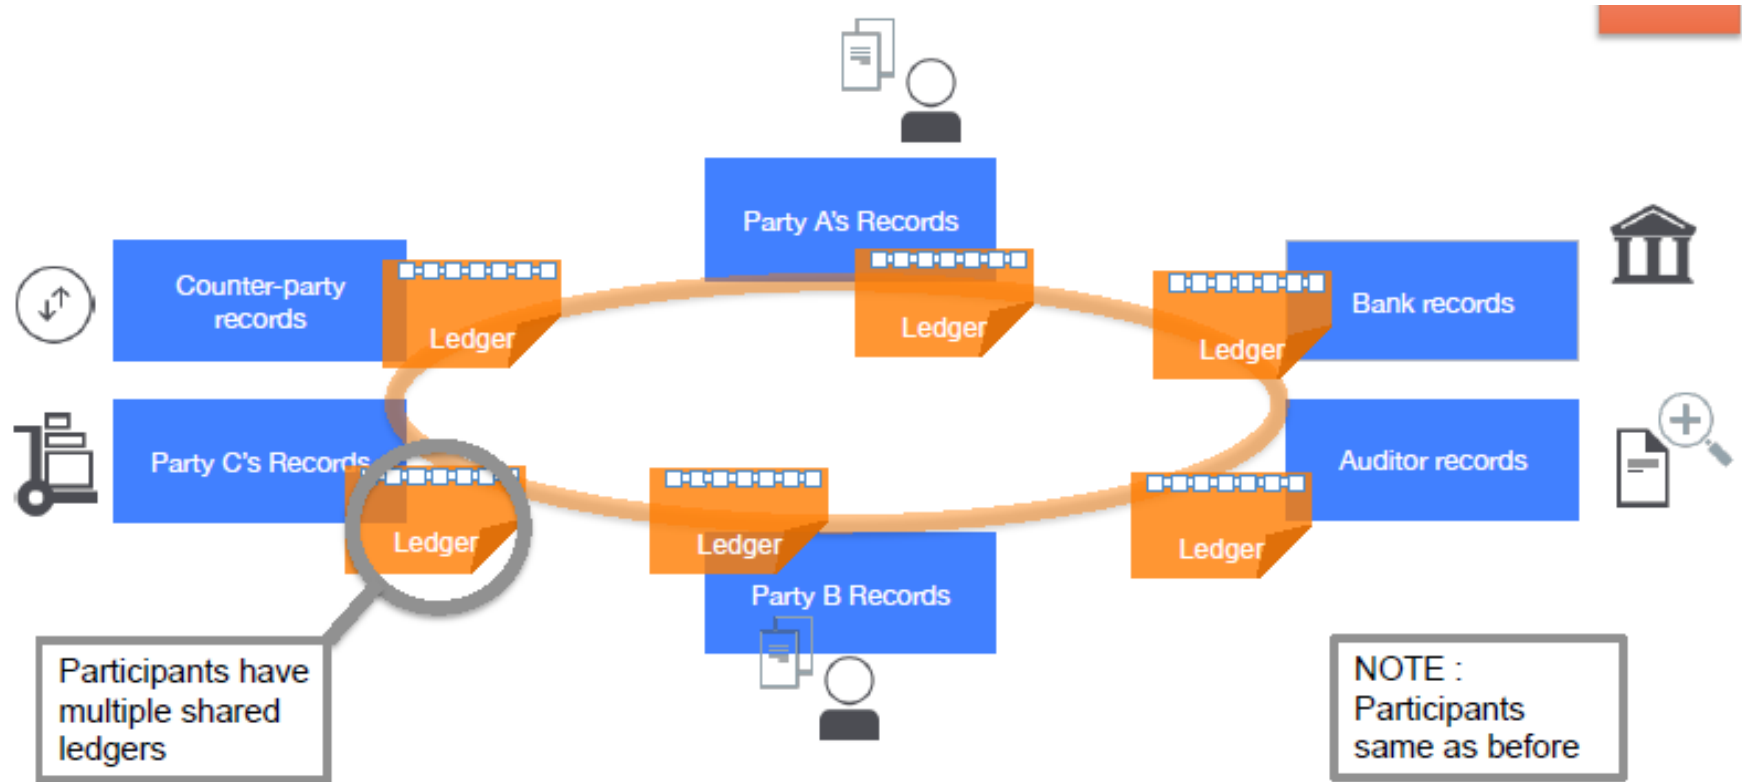 Party A's Records
Counter-party
records
Ledger
Ledger
Ledger
Bank records
Party C's Records
Auditor records
Ledger
Ledger
Ledger
Party B Records
Participants have
multiple shared
ledgers
NOTE :
Participants
same as before